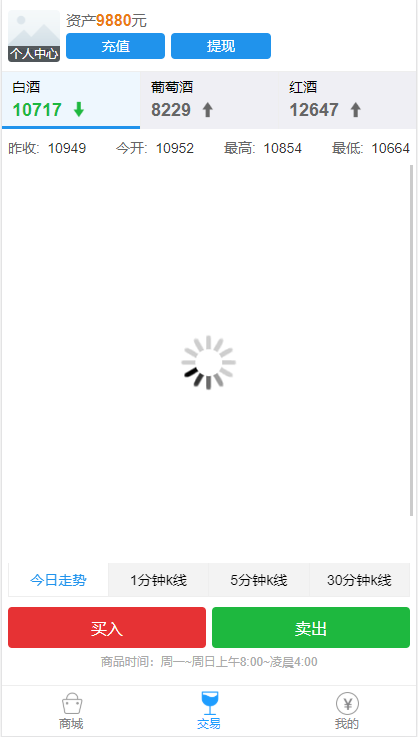 资产9880元
充值 提现
个人中心
白酒 葡萄酒 红酒
10717 8229 12647
昨收: 10949 今开: 10952 最高: 10854 最低: 10664
今日走势 1分钟k线 5分钟k线 30分钟k线
买入 卖出
商品时间：周一~周日上午8:00~凌晨4:00
商城 交易 我的